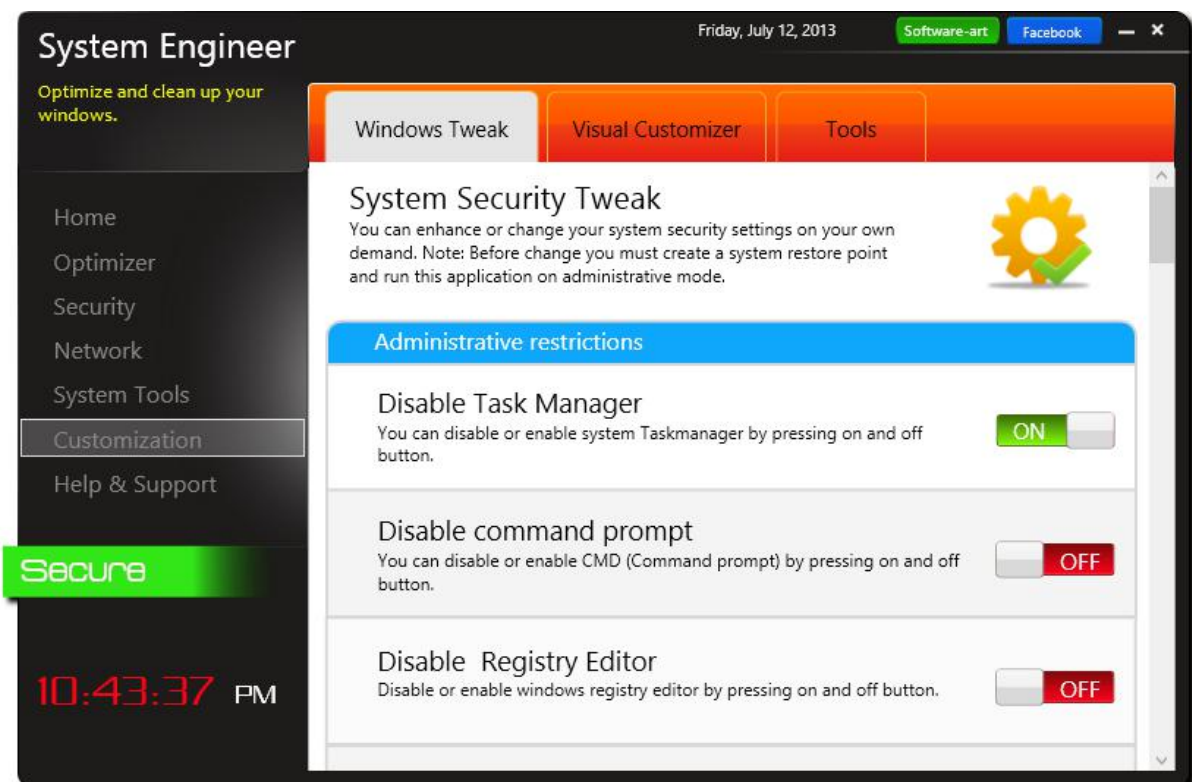 System Engineer
Friday, July 12, 2013
Software-art
Facebook
Optimize and clean up your
windows.
Windows Tweak
Visual Customizer
Tools
Home
Optimizer
Security
Network
System Tools
Customization
Help & Support
Secure
10:43:37 PM
System Security Tweak
You can enhance or change your system security settings on your own
demand. Note: Before change you must create a system restore point
and run this application on administrative mode.
Administrative restrictions
Disable Task Manager
You can disable or enable system Taskmanager by pressing on and off
button.
ON
Disable command prompt
You can disable or enable CMD (Command prompt) by pressing on and off
button.
OFF
Disable Registry Editor
Disable or enable windows registry editor by pressing on and off button.
OFF